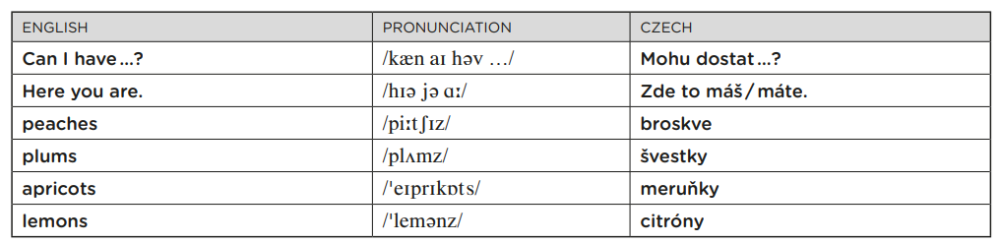 ENGLISH PRONUNCIATION CZECH
Can I have…? /kæn aɪ həv …/ Mohu dostat…?
Here you are. /hɪə jə ɑː/ Zde to máš/máte.
peaches /piːtʃɪz/ broskve
plums /plʌmz/ švestky
apricots /ˈeɪprɪkɒts/ meruňky
lemons /ˈlemənz/ citróny